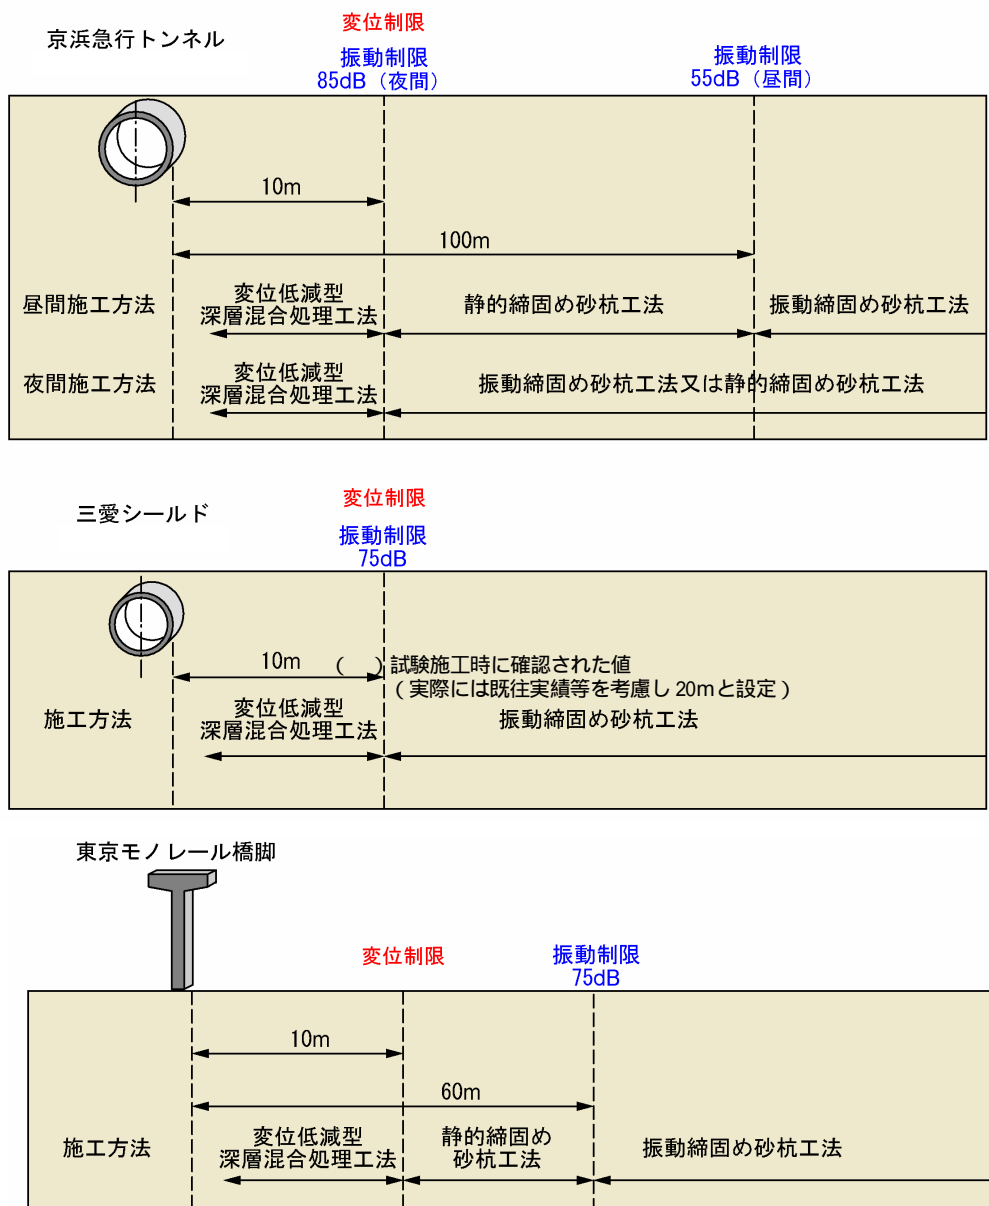 京浜急行トンネル
変位制限
振動制限
85dB（夜間）
振動制限
55dB（昼間）
10m
100m
昼間施工方法
変位低減型
深層混合処理工法
静的締固め砂杭工法
振動締固め砂杭工法
夜間施工方法
変位低減型
深層混合処理工法
振動締固め砂杭工法又は静的締固め砂杭工法
三愛シールド
変位制限
振動制限
75dB
10m
（　）試験施工時に確認された値
（実際には既往実績等を考慮し20mと設定）
施工方法
変位低減型
深層混合処理工法
振動締固め砂杭工法
東京モノレール橋脚
変位制限
振動制限
75dB
10m
60m
施工方法
変位低減型
深層混合処理工法
静的締固め
砂杭工法
振動締固め砂杭工法